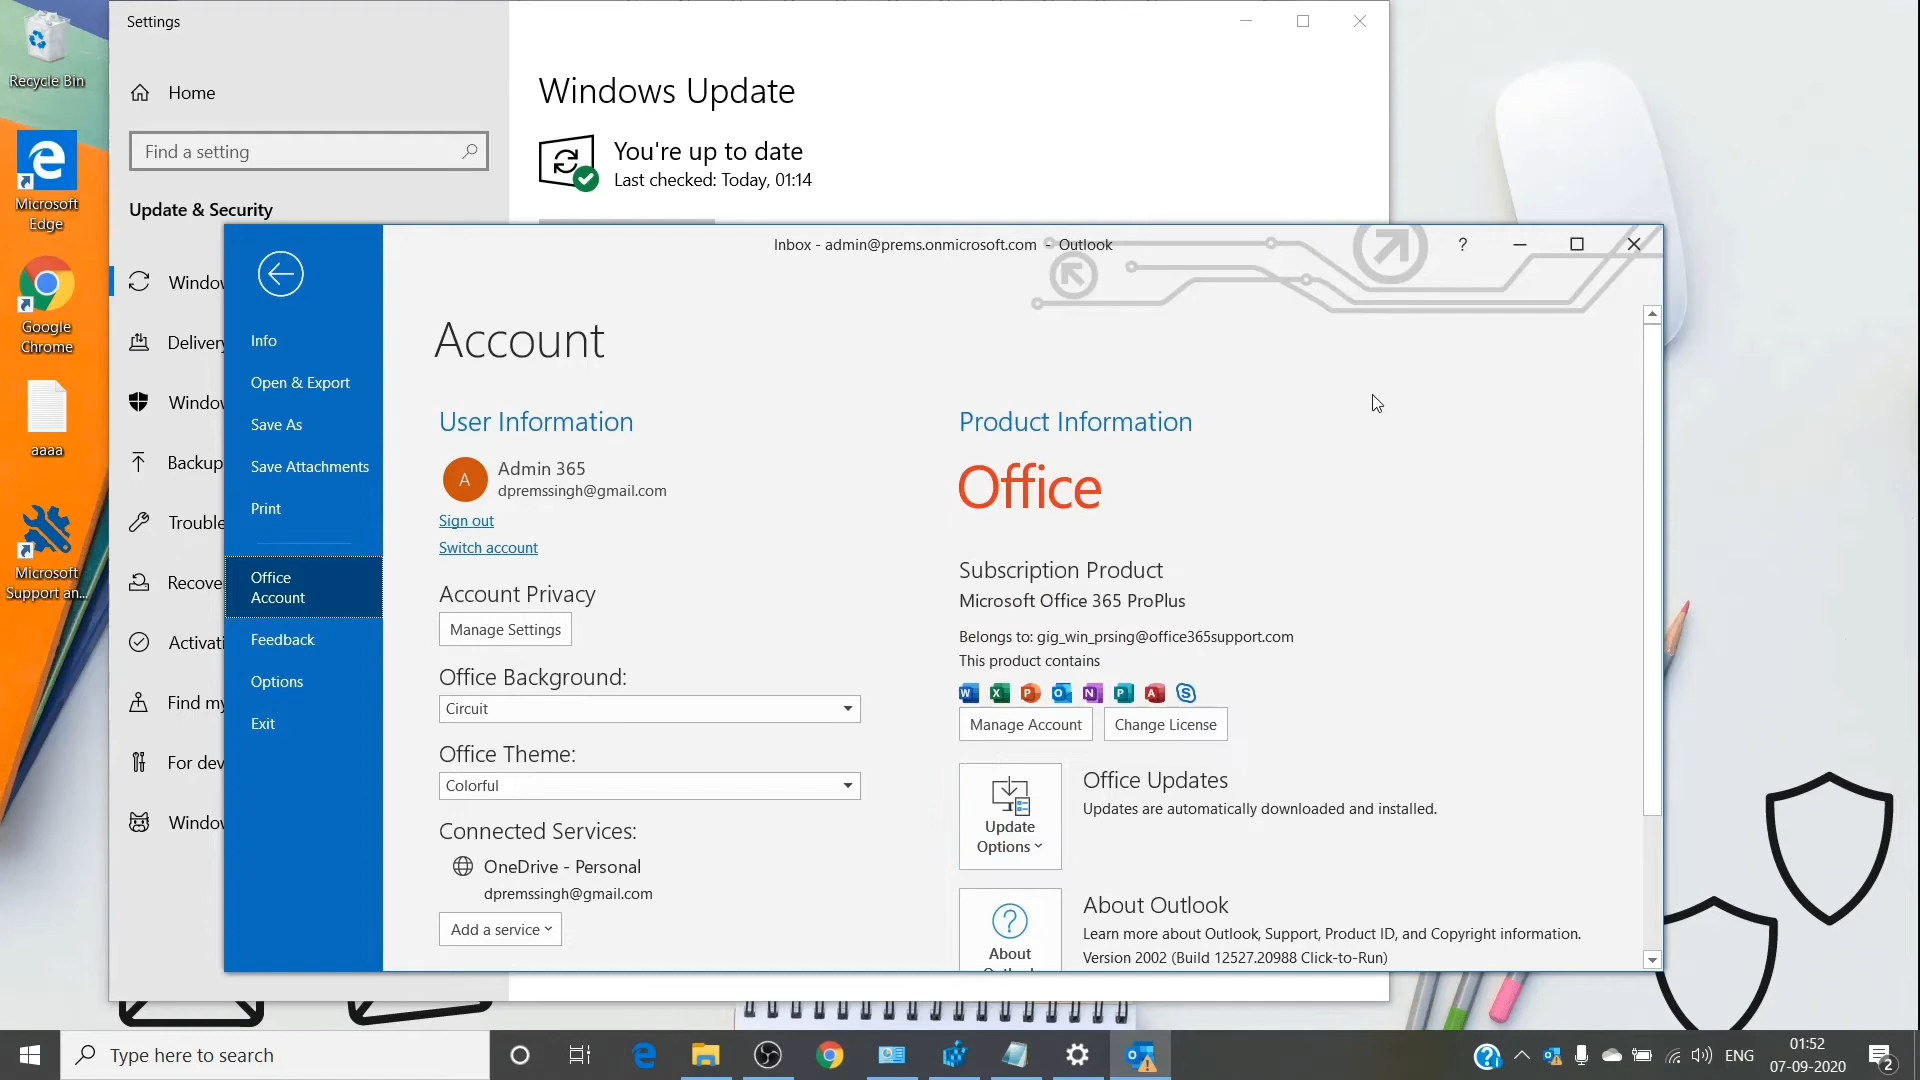 Recycle Bin
Microsoft
Edge
Google
Chrome
aaaa
Microsoft
Support an...
Settings
Home
Find a setting
Update & Security
Window
Delivery
Window
Backup
Trouble
Recove
Activati
Find my
For dev
Window
Windows Update
You're up to date
Last checked: Today, 01:14
Inbox - admin@prems.onmicrosoft.com - Outlook
?
Info
Open & Export
Save As
Save Attachments
Print
Office
Account
Feedback
Options
Exit
Account
User Information
A
Admin 365
dpremssingh@gmail.com
Sign out
Switch account
Account Privacy
Manage Settings
Office Background:
Circuit
Office Theme:
Colorful
Connected Services:
OneDrive - Personal
dpremssingh@gmail.com
Add a service
Product Information
Office
Subscription Product
Microsoft Office 365 ProPlus
Belongs to: gig_win_prsing@office365support.com
This product contains
Manage Account
Change License
Update
Options
Office Updates
Updates are automatically downloaded and installed.
About
About Outlook
Learn more about Outlook, Support, Product ID, and Copyright information.
Version 2002 (Build 12527.20988 Click-to-Run)
Type here to search
ENG
01:52
07-09-2020
2